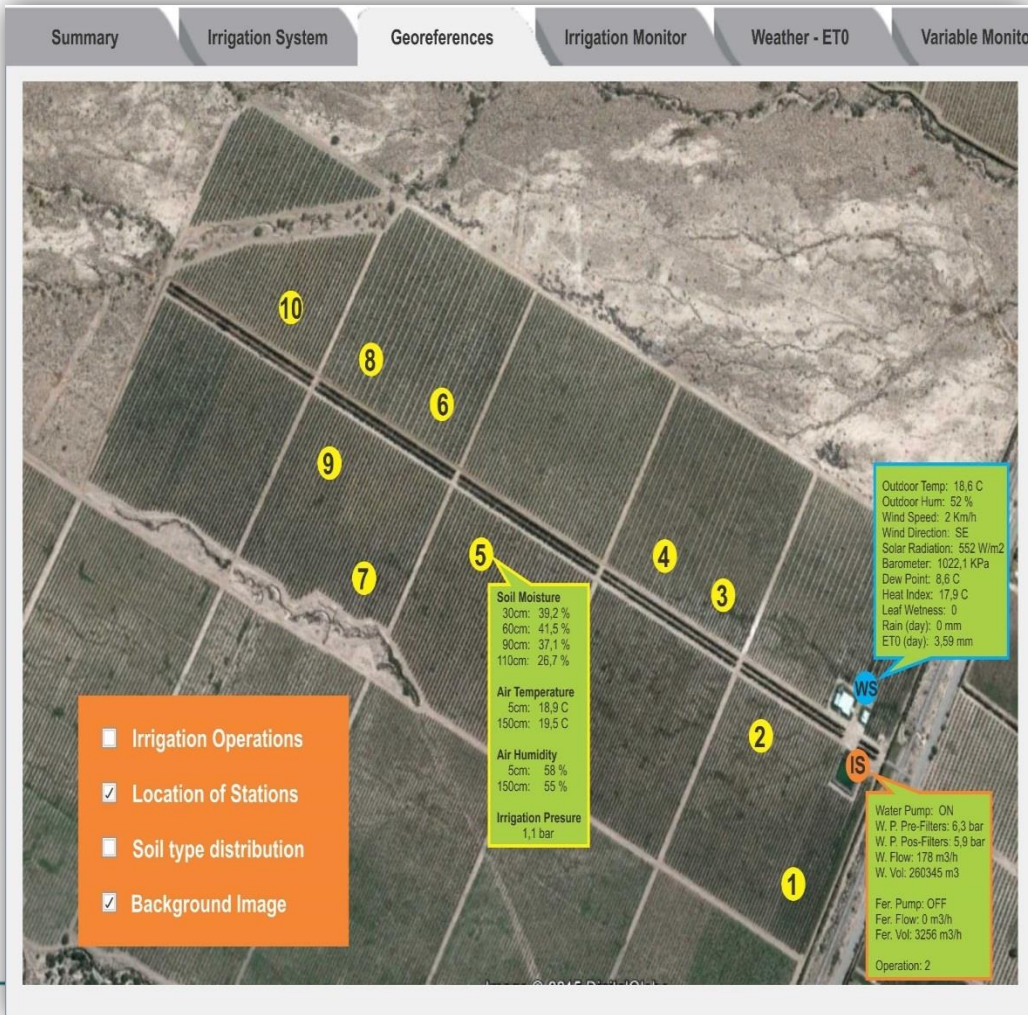 Summary
Irrigation System
Georeferences
Irrigation Monitor
Weather - ET0
Variable Monito
10
8
6
9
7
5
4
3
2
1
WS
IS
Outdoor Temp: 18,6 C
Outdoor Hum: 52 %
Wind Speed: 2 Km/h
Wind Direction: SE
Solar Radiation: 552 W/m2
Barometer: 1022,1 KPa
Dew Point: 8,6 C
Heat Index: 17,9 C
Leaf Wetness: 0
Rain (day): 0 mm
ET0 (day): 3,59 mm
Soil Moisture
30cm: 39,2 %
60cm: 41,5 %
90cm: 37,1 %
110cm: 26,7 %
Air Temperature
5cm: 18,9 C
150cm: 19,5 C
Air Humidity
5cm: 58 %
150cm: 55 %
Irrigation Presure
1,1 bar
Water Pump: ON
W. P. Pre-Filters: 6,3 bar
W. P. Pos-Filters: 5,9 bar
W. Flow: 178 m3/h
W. Vol: 260345 m3
Fer. Pump: OFF
Fer. Flow: 0 m3/h
Fer. Vol: 3256 m3/h
Operation: 2
Irrigation Operations
Location of Stations
Soil type distribution
Background Image
Image © 2015 DigitalGlobe